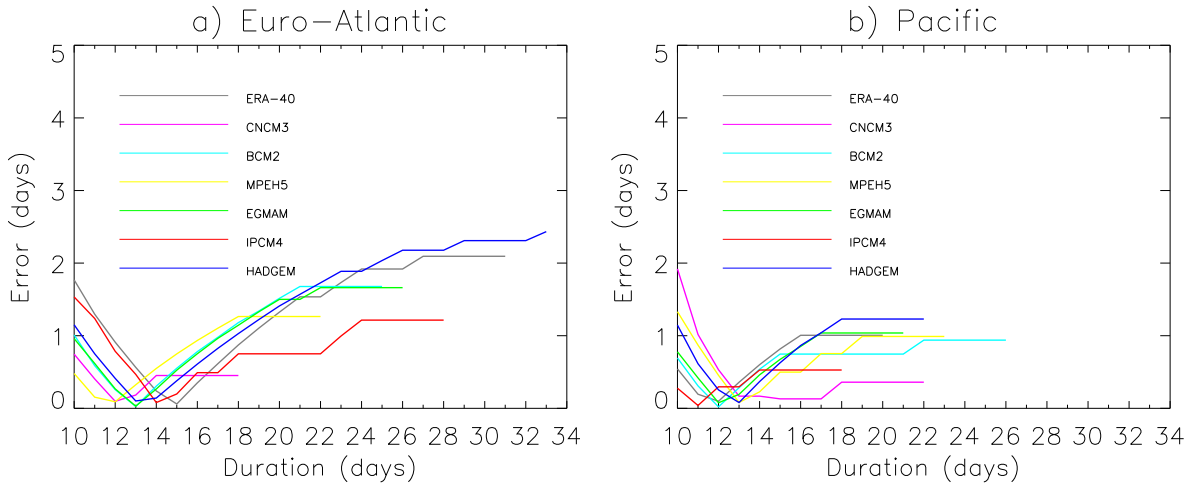 a) Euro-Atlantic
5
4
3
2
1
0
Error (days)
ERA-40
CNCM3
BCM2
MPEH5
EGMAM
IPCM4
HADGEM
10 12 14 16 18 20 22 24 26 28 30 32 34
Duration (days)
b) Pacific
5
4
3
2
1
0
Error (days)
ERA-40
CNCM3
BCM2
MPEH5
EGMAM
IPCM4
HADGEM
10 12 14 16 18 20 22 24 26 28 30 32 34
Duration (days)